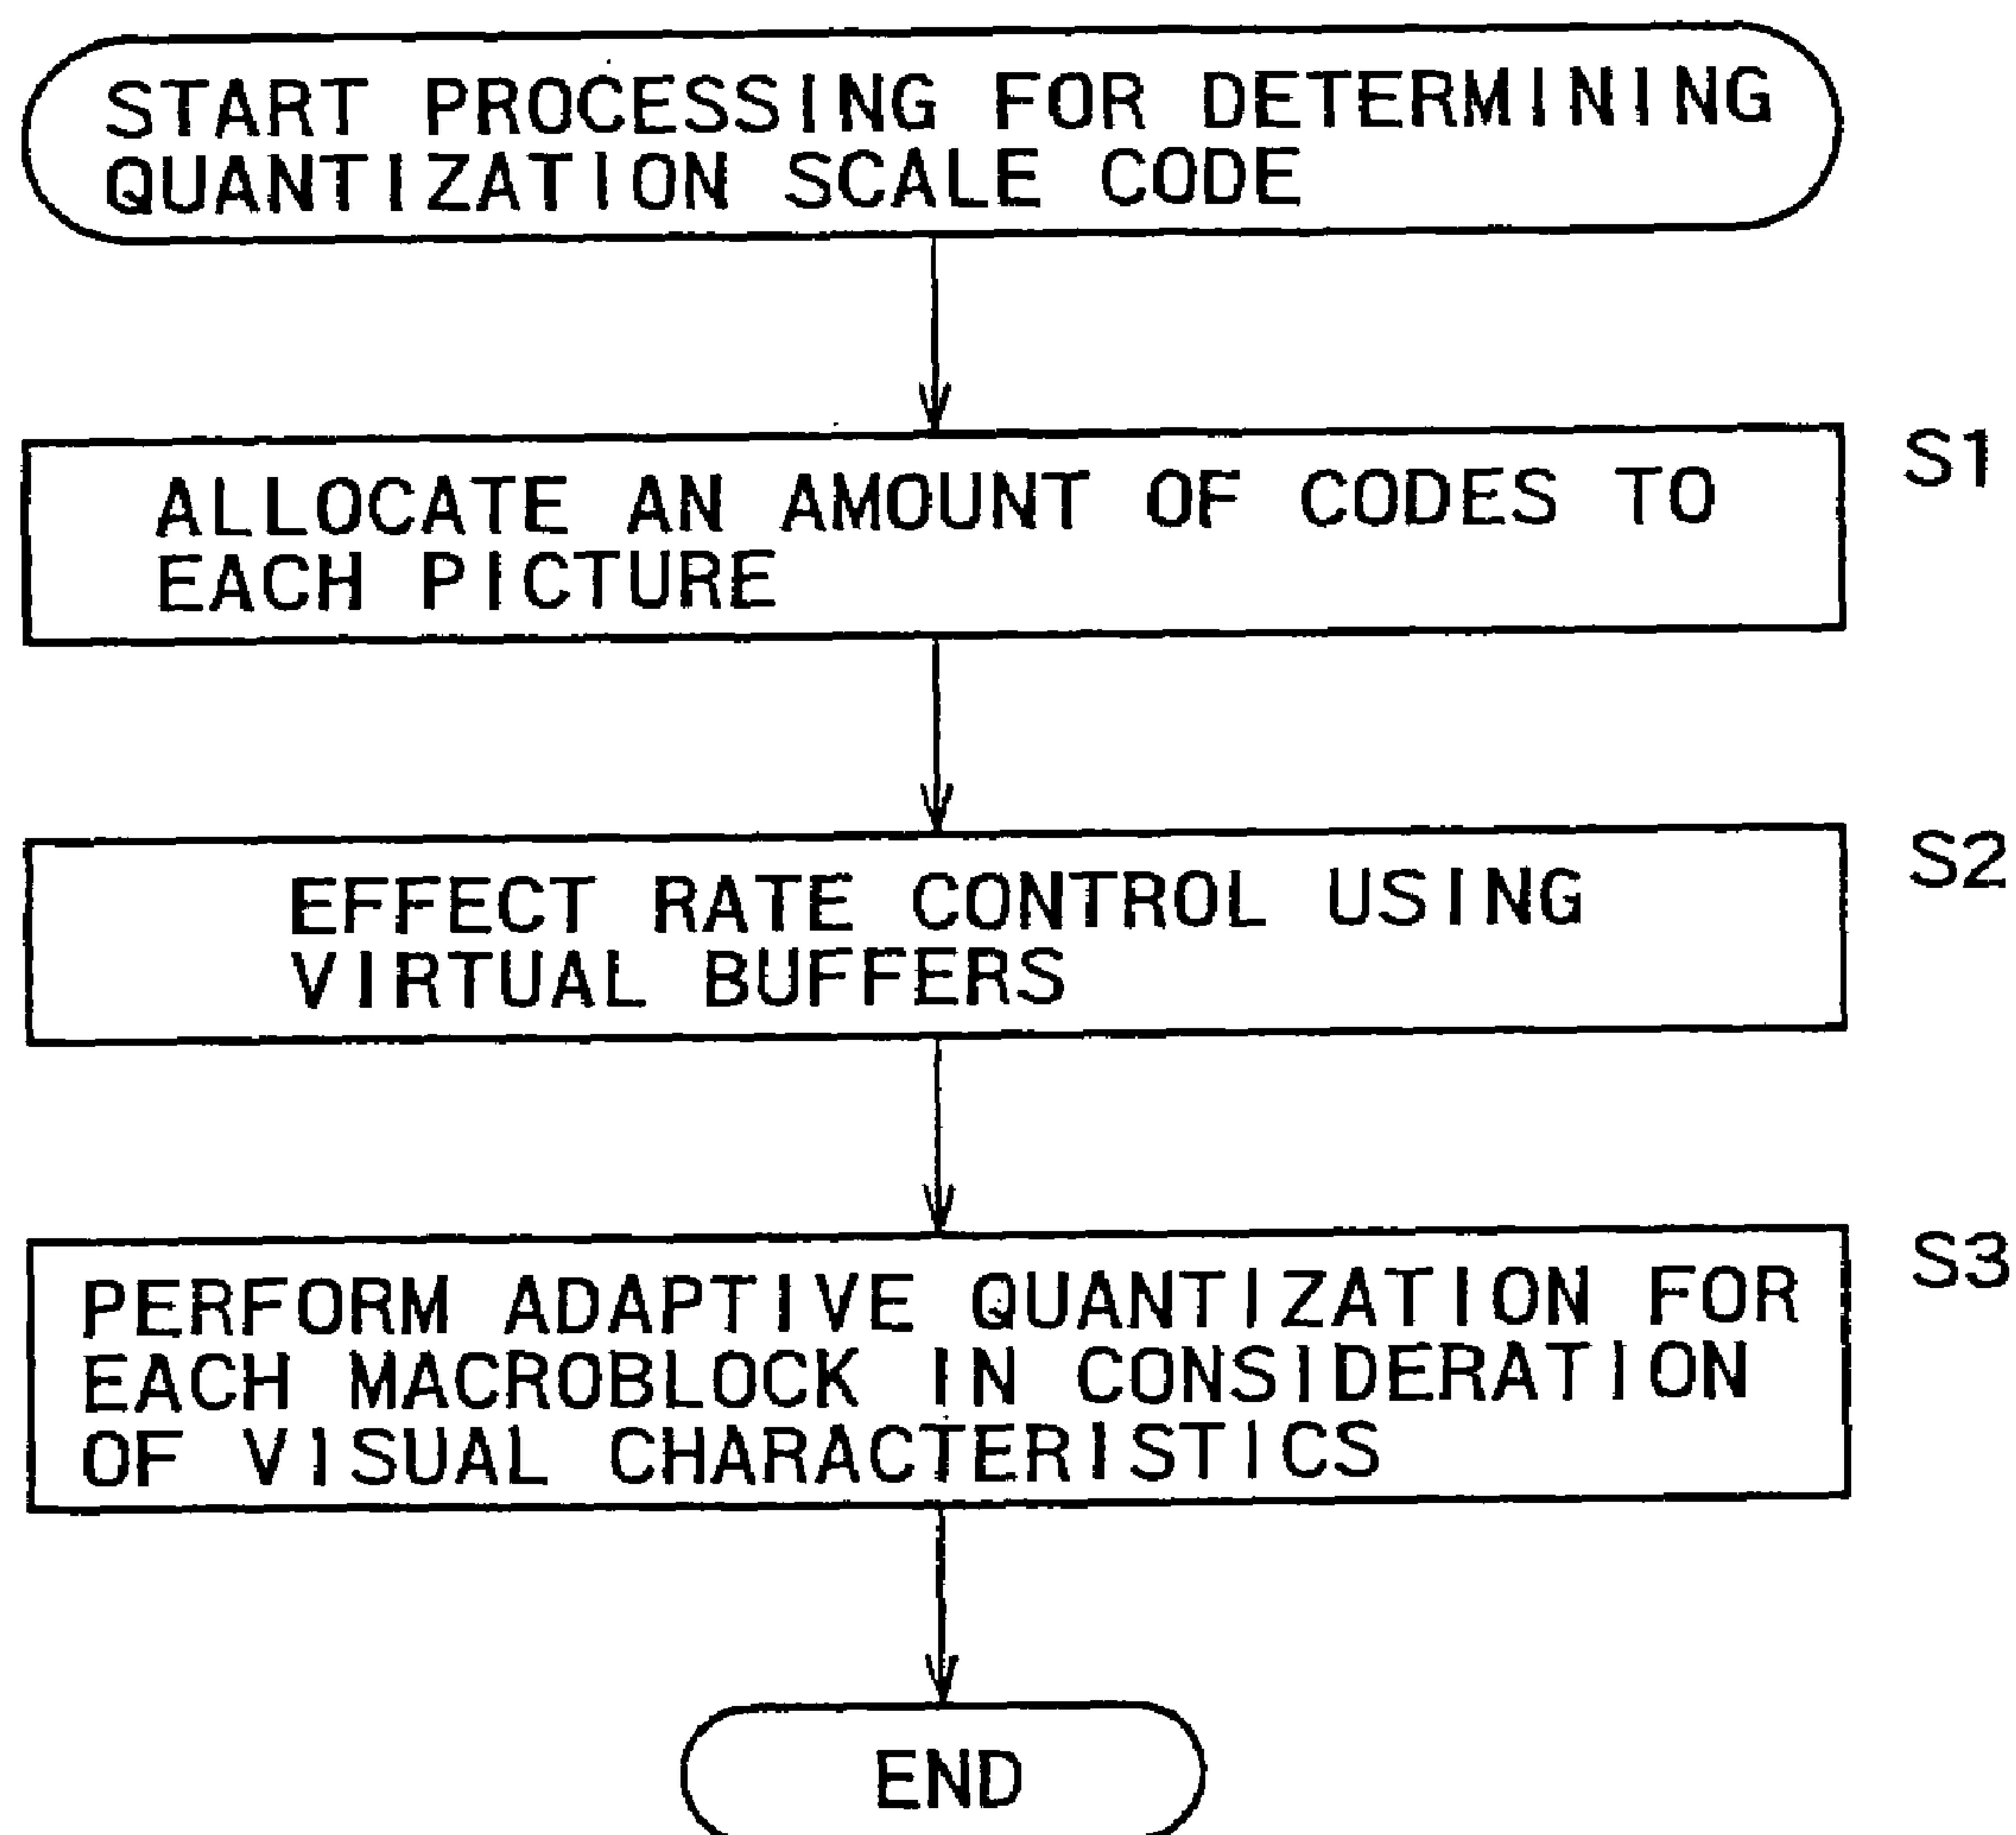 START PROCESSING FOR DETERMINING
QUANTIZATION SCALE CODE
S1
ALLOCATE AN AMOUNT OF CODES TO
EACH PICTURE
S2
EFFECT RATE CONTROL USING
VIRTUAL BUFFERS
S3
PERFORM ADAPTIVE QUANTIZATION FOR
EACH MACROBLOCK IN CONSIDERATION
OF VISUAL CHARACTERISTICS
END